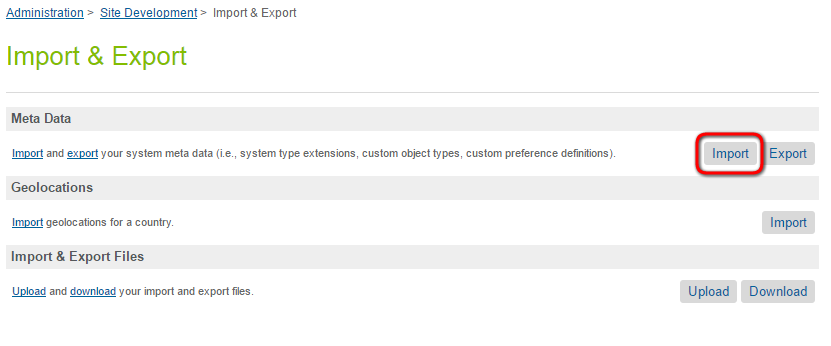 Administration > Site Development > Import & Export
Import & Export
Meta Data
Import and export your system meta data (i.e., system type extensions, custom object types, custom preference definitions). Import Export
Geolocations
Import geolocations for a country. Import
Import & Export Files
Upload and download your import and export files. Upload Download